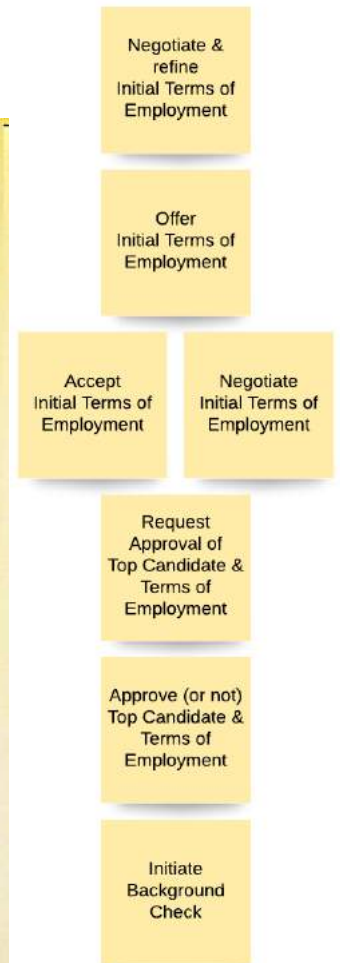 Negotiate &
refine
Initial Terms of
Employment
Offer
Initial Terms of
Employment
Accept
Initial Terms of
Employment
Negotiate
Initial Terms of
Employment
Request
Approval of
Top Candidate &
Terms of
Employment
Approve (or not)
Top Candidate &
Terms of
Employment
Initiate
Background
Check